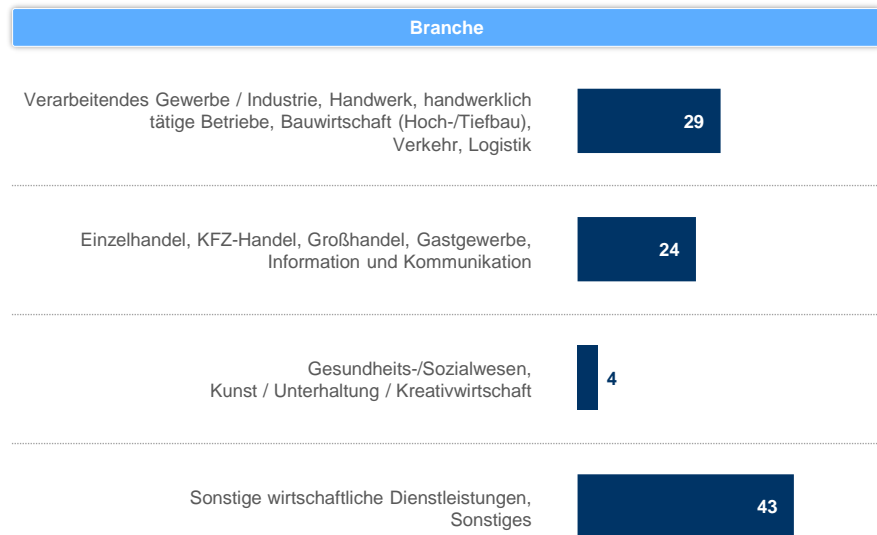 Branche
Verarbeitendes Gewerbe / Industrie, Handwerk, handwerklich
tätige Betriebe, Bauwirtschaft (Hoch-/Tiefbau),
Verkehr, Logistik
29
Einzelhandel, KFZ-Handel, Großhandel, Gastgewerbe,
Information und Kommunikation
24
Gesundheits-/Sozialwesen,
Kunst / Unterhaltung / Kreativwirtschaft
4
Sonstige wirtschaftliche Dienstleistungen,
Sonstiges
43